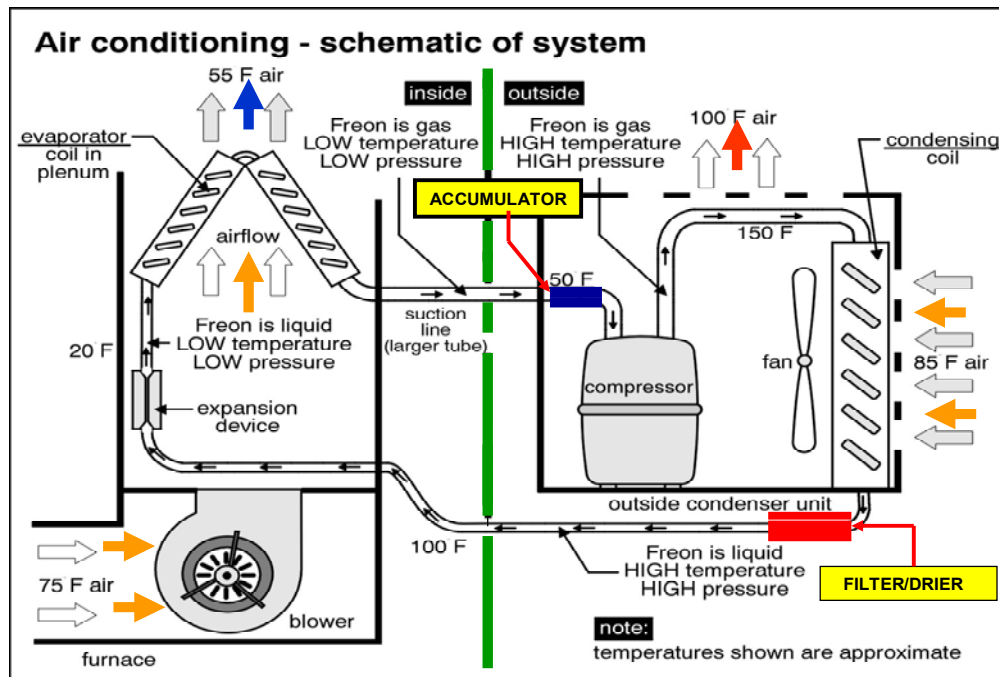 Air conditioning - schematic of system
55 F air
inside
outside
Freon is gas
LOW temperature
LOW pressure
Freon is gas
HIGH temperature
HIGH pressure
100 F air
evaporator
coil in
plenum
condensing
coil
ACCUMULATOR
airflow
150 F
50 F
suction
line
(larger tube)
Freon is liquid
LOW temperature
LOW pressure
20 F
compressor
fan
85 F air
expansion
device
outside condenser unit
100 F
Freon is liquid
HIGH temperature
HIGH pressure
FILTER/DRIER
75 F air
blower
furnace
note:
temperatures shown are approximate